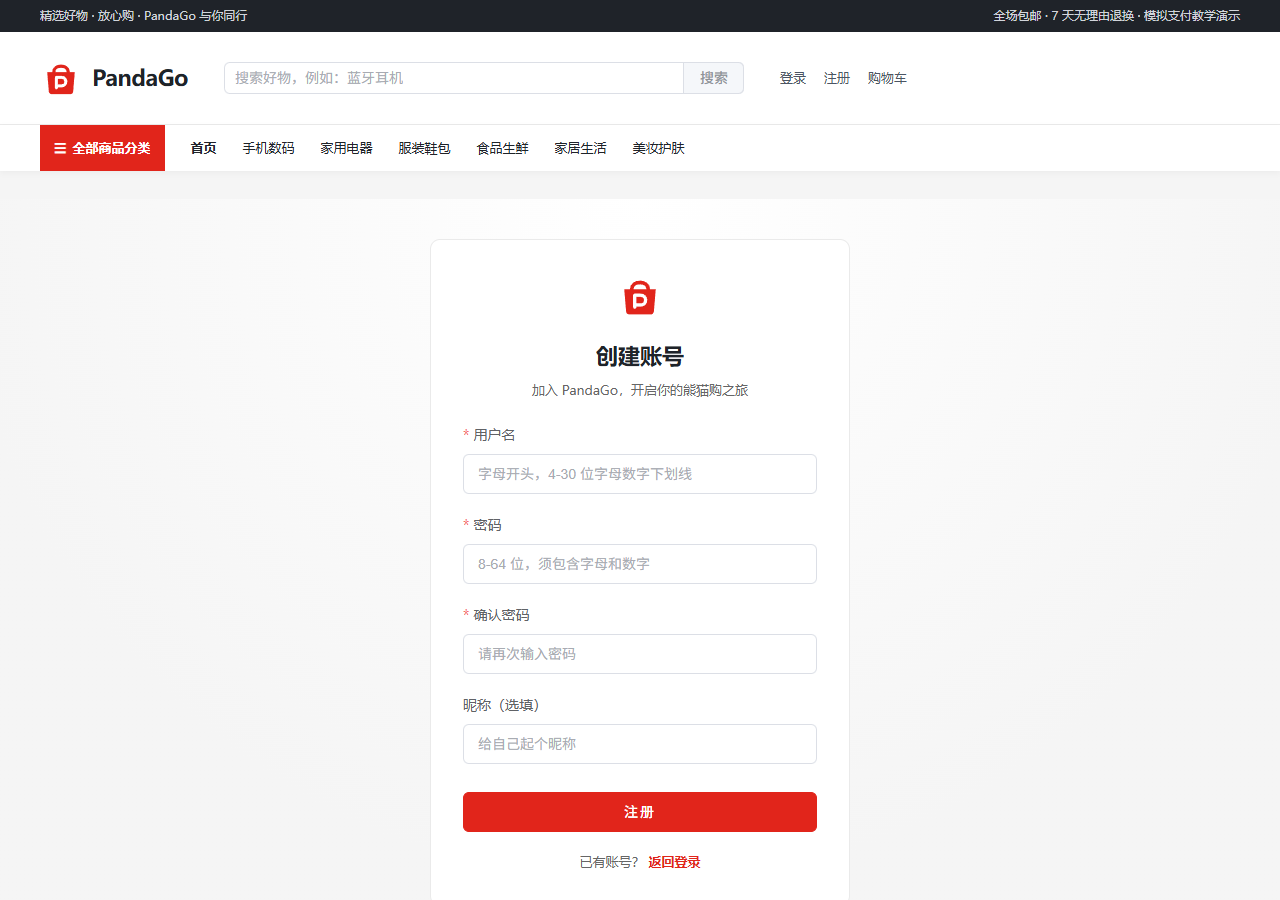 精选好物 · 放心购 · PandaGo 与你同行
全场包邮 · 7 天无理由退换 · 模拟支付教学演示
PandaGo
搜索好物，例如：蓝牙耳机
搜索
登录
注册
购物车
全部商品分类
首页
手机数码
家用电器
服装鞋包
食品生鲜
家居生活
美妆护肤
创建账号
加入 PandaGo，开启你的熊猫购之旅
* 用户名
字母开头，4-30 位字母数字下划线
* 密码
8-64 位，须包含字母和数字
* 确认密码
请再次输入密码
昵称（选填）
给自己起个昵称
注册
已有账号？ 返回登录